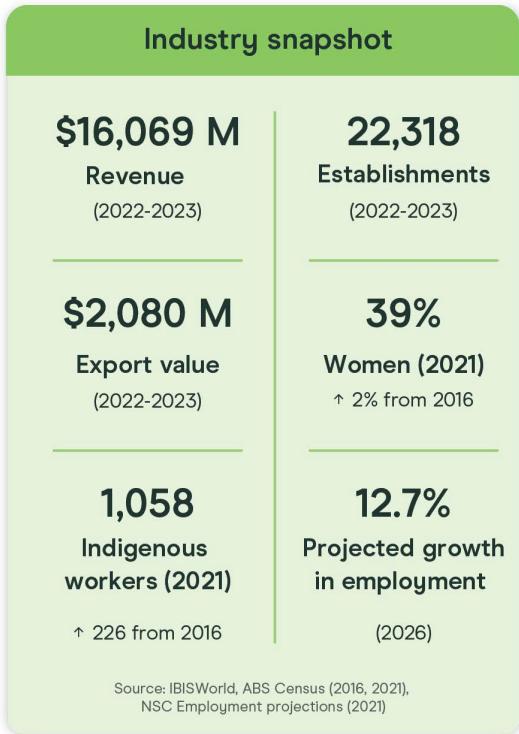 Industry snapshot
$16,069 M
Revenue
(2022-2023)
22,318
Establishments
(2022-2023)
$2,080 M
Export value
(2022-2023)
39%
Women (2021)
↑ 2% from 2016
1,058
Indigenous
workers (2021)
↑ 226 from 2016
12.7%
Projected growth
in employment
(2026)
Source: IBISWorld, ABS Census (2016, 2021),
NSC Employment projections (2021)